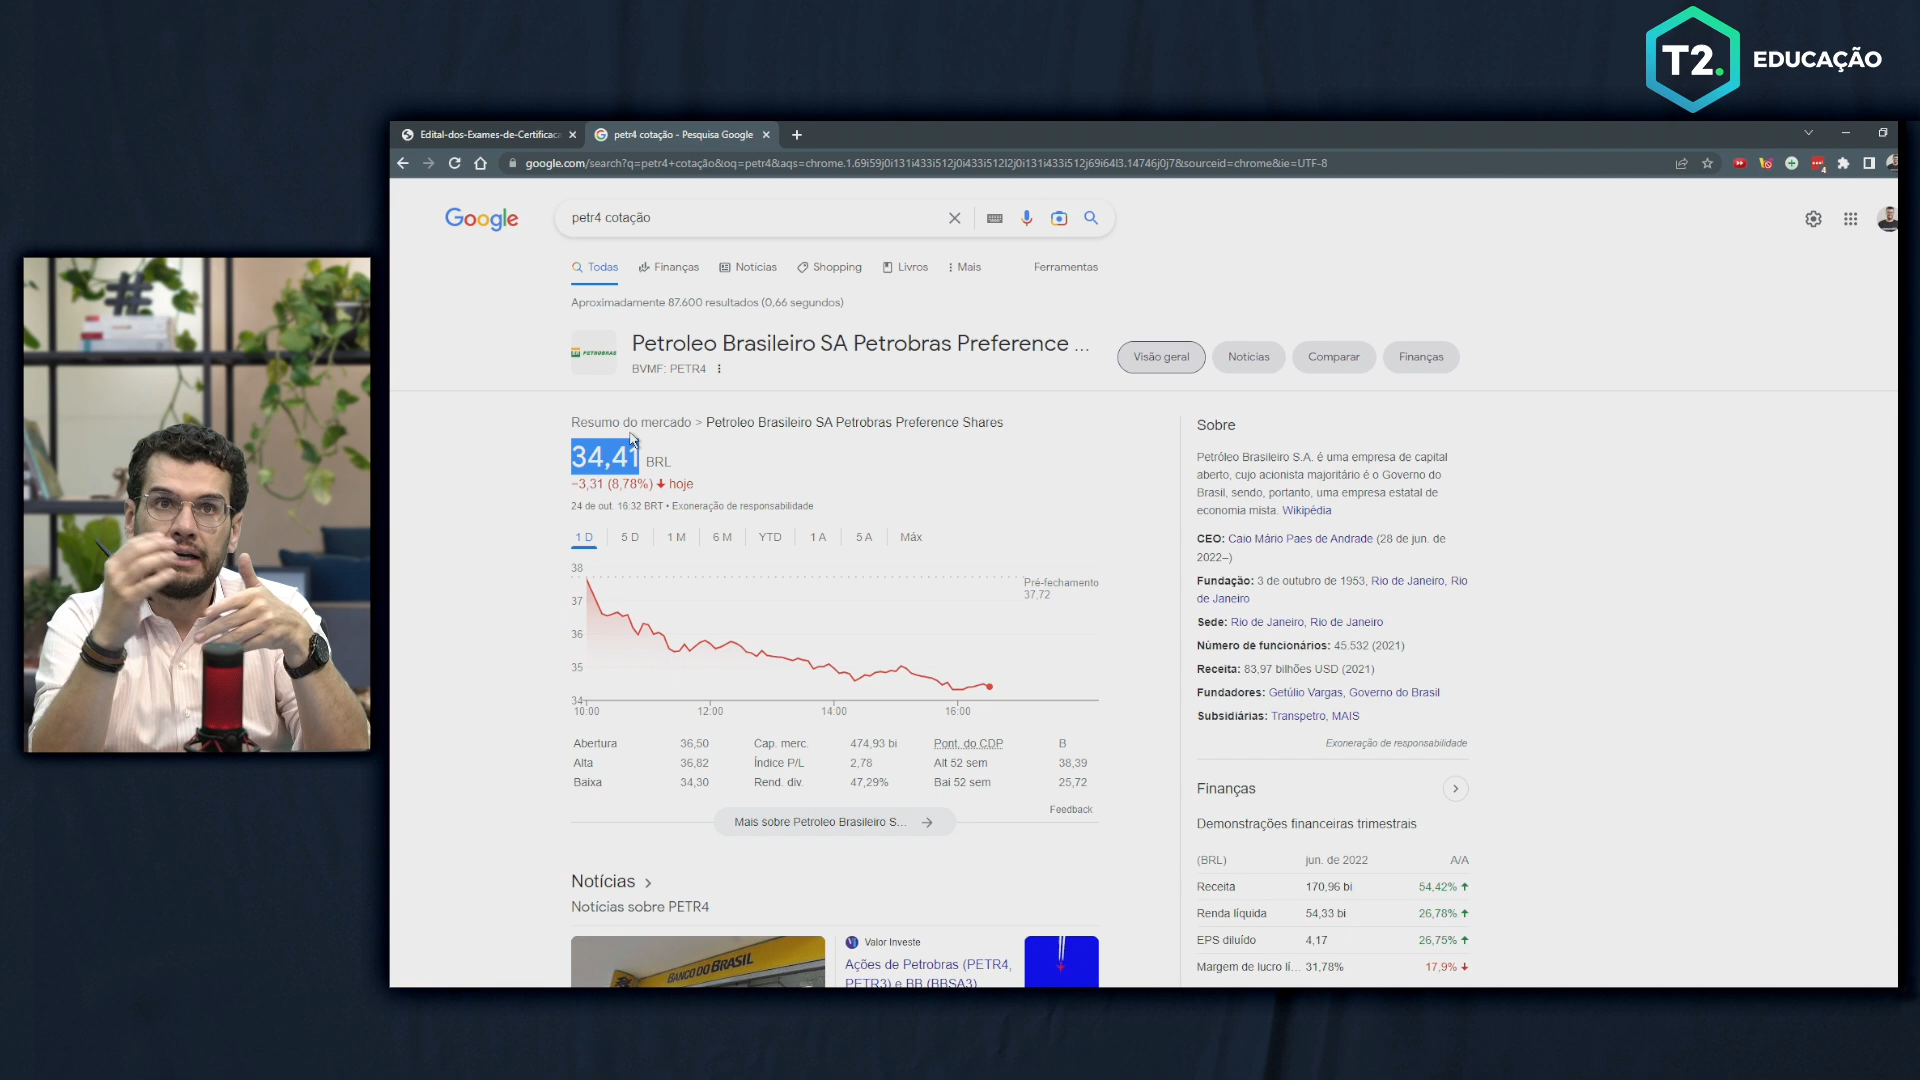 T2. EDUCAÇÃO
Edital-dos-Exames-de-Certificac
petr4 cotação - Pesquisa Google
google.com/search?q=petr4+cotação&oq=petr4&aqs=chrome.1.69i59j0i131i433i512j0i433i512l2j0i131i433i512j69i64l3.14746j0j7&sourceid=chrome&ie=UTF-8
Google
petr4 cotação
Todas Finanças Notícias Shopping Livros Mais Ferramentas
Aproximadamente 87.600 resultados (0,66 segundos)
PETROBRAS
Petroleo Brasileiro SA Petrobras Preference ...
BVMF: PETR4
Visão geral Notícias Comparar Finanças
Resumo do mercado > Petroleo Brasileiro SA Petrobras Preference Shares
34,41 BRL
−3,31 (8,78%) hoje
24 de out. 16:32 BRT • Exoneração de responsabilidade
1 D 5 D 1 M 6 M YTD 1 A 5 A Máx
38
37
36
35
34
Pré-fechamento
37,72
10:00 12:00 14:00 16:00
Abertura 36,50 Cap. merc. 474,93 bi Pont. do CDP B
Alta 36,82 Índice P/L 2,78 Alt 52 sem 38,39
Baixa 34,30 Rend. div. 47,29% Bai 52 sem 25,72
Feedback
Mais sobre Petroleo Brasileiro S...
Notícias
Notícias sobre PETR4
BANCO DO BRASIL
Valor Investe
Ações de Petrobras (PETR4,
PETR3) e BB (BBSA3)
Sobre
Petróleo Brasileiro S.A. é uma empresa de capital
aberto, cujo acionista majoritário é o Governo do
Brasil, sendo, portanto, uma empresa estatal de
economia mista. Wikipédia
CEO: Caio Mário Paes de Andrade (28 de jun. de
2022–)
Fundação: 3 de outubro de 1953, Rio de Janeiro, Rio
de Janeiro
Sede: Rio de Janeiro, Rio de Janeiro
Número de funcionários: 45.532 (2021)
Receita: 83,97 bilhões USD (2021)
Fundadores: Getúlio Vargas, Governo do Brasil
Subsidiárias: Transpetro, MAIS
Exoneração de responsabilidade
Finanças
Demonstrações financeiras trimestrais
(BRL) jun. de 2022 A/A
Receita 170,96 bi 54,42%
Renda líquida 54,33 bi 26,78%
EPS diluído 4,17 26,75%
Margem de lucro lí... 31,78% 17,9%